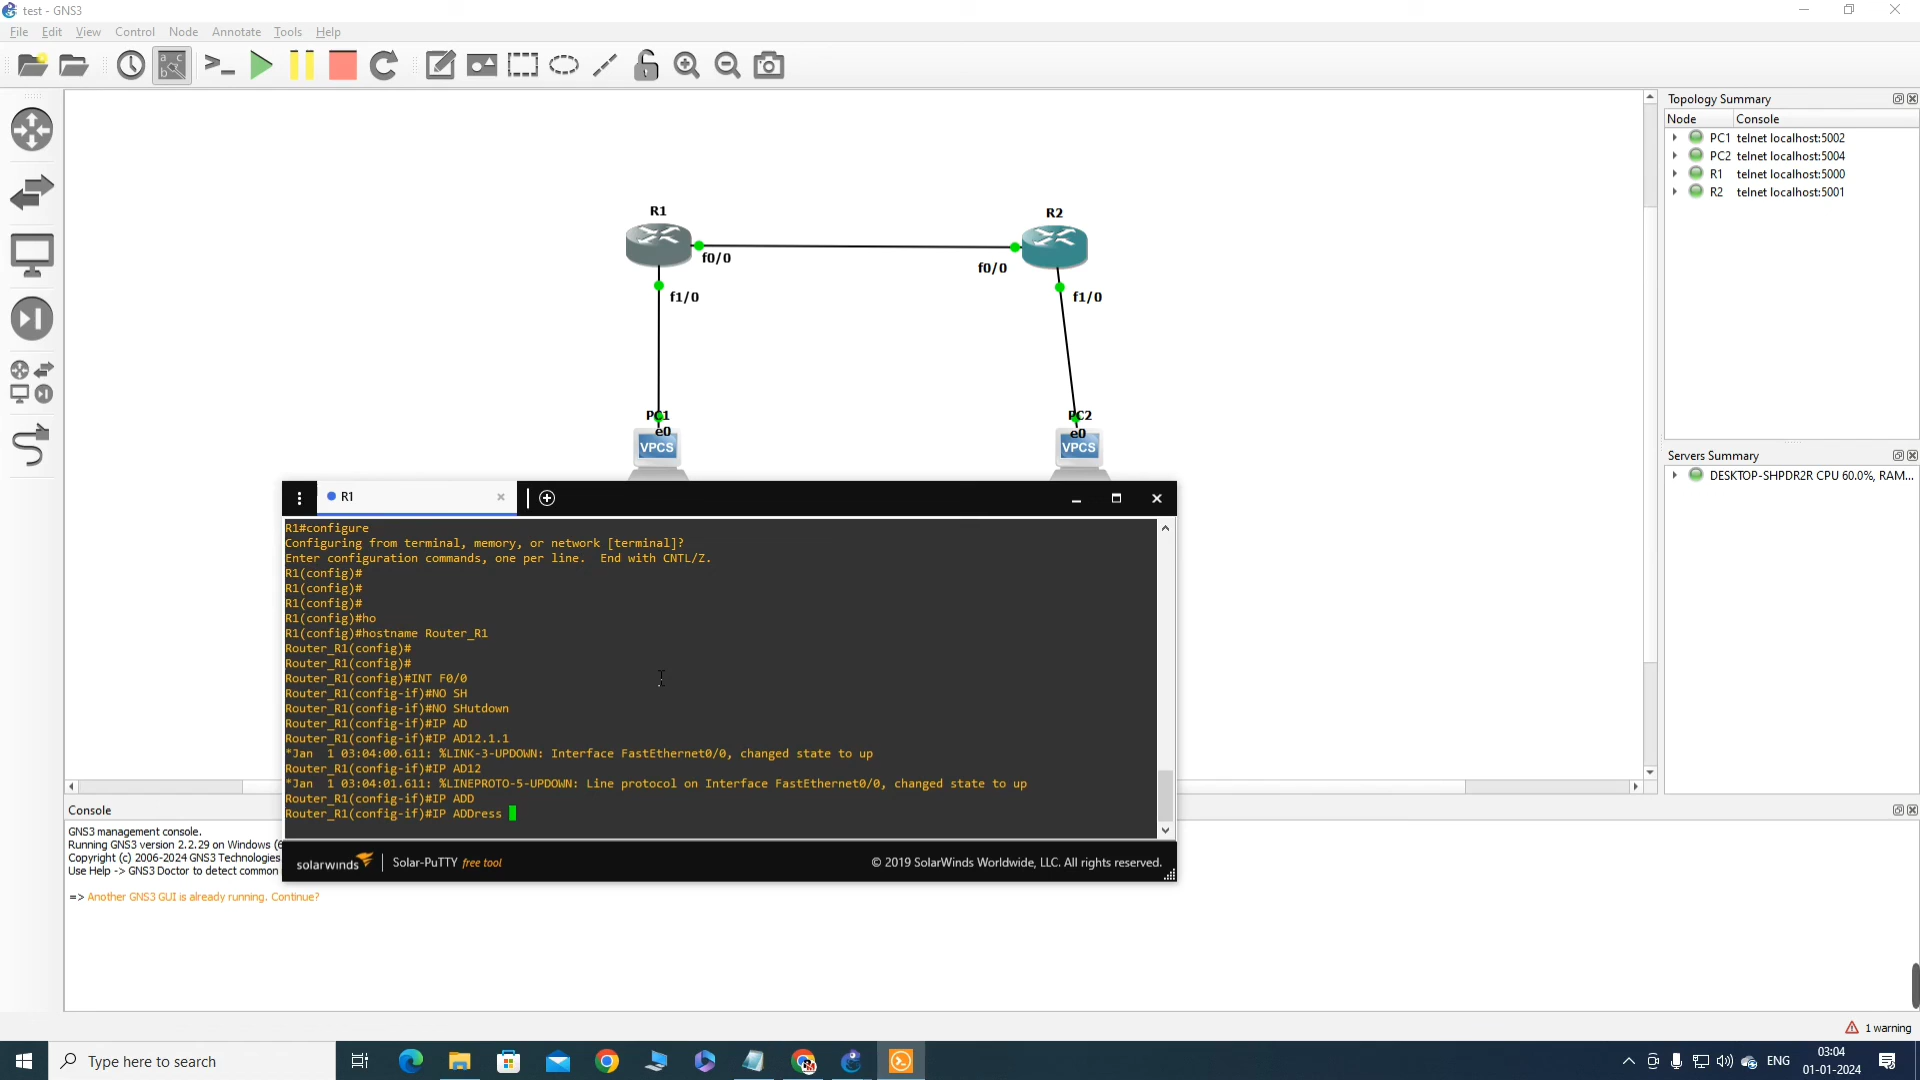 test - GNS3
File Edit View Control Node Annotate Tools Help
Topology Summary
Node Console
PC1 telnet localhost:5002
PC2 telnet localhost:5004
R1 telnet localhost:5000
R2 telnet localhost:5001
R1
R2
f0/0
f0/0
f1/0
f1/0
PC1
e0
VPCS
PC2
e0
VPCS
Servers Summary
DESKTOP-SHPDR2R CPU 60.0%, RAM...
R1
R1#configure
Configuring from terminal, memory, or network [terminal]?
Enter configuration commands, one per line.  End with CNTL/Z.
R1(config)#
R1(config)#
R1(config)#
R1(config)#ho
R1(config)#hostname Router_R1
Router_R1(config)#
Router_R1(config)#
Router_R1(config)#INT F0/0
Router_R1(config-if)#NO SH
Router_R1(config-if)#NO SHutdown
Router_R1(config-if)#IP AD
Router_R1(config-if)#IP AD12.1.1
*Jan  1 03:04:00.611: %LINK-3-UPDOWN: Interface FastEthernet0/0, changed state to up
Router_R1(config-if)#IP AD12
*Jan  1 03:04:01.611: %LINEPROTO-5-UPDOWN: Line protocol on Interface FastEthernet0/0, changed state to up
Router_R1(config-if)#IP ADD
Router_R1(config-if)#IP ADDress
solarwinds Solar-PuTTY free tool © 2019 SolarWinds Worldwide, LLC. All rights reserved.
Console
GNS3 management console.
Running GNS3 version 2.2.29 on Windows (6
Copyright (c) 2006-2024 GNS3 Technologies
Use Help -> GNS3 Doctor to detect common
=> Another GNS3 GUI is already running. Continue?
1 warning
Type here to search
ENG
03:04
01-01-2024